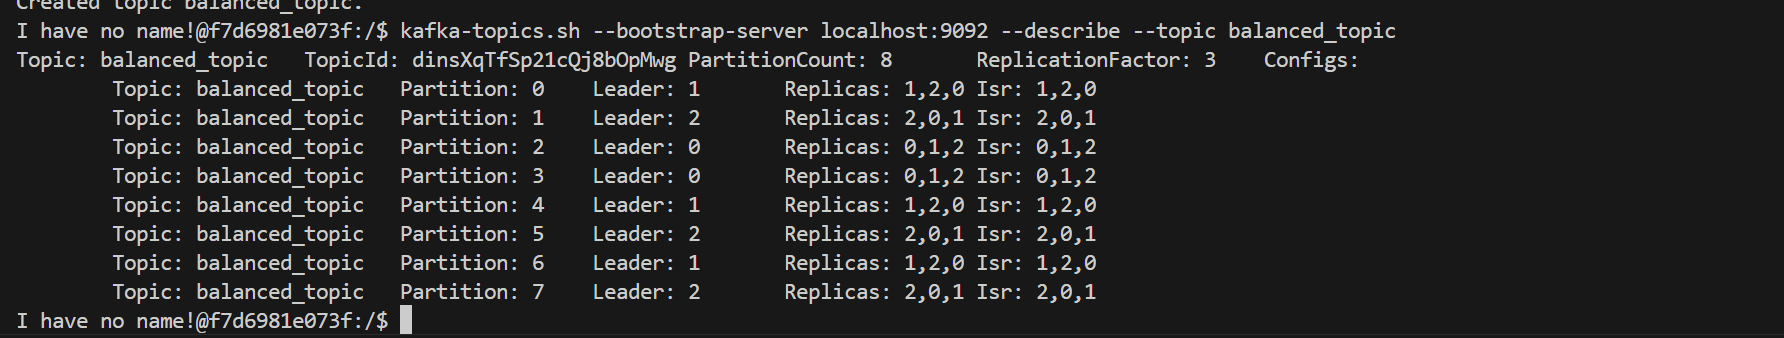 Created topic balanced_topic.
I have no name!@f7d6981e073f:/$ kafka-topics.sh --bootstrap-server localhost:9092 --describe --topic balanced_topic
Topic: balanced_topic TopicId: dinsXqTfSp21cQj8bOpMwg PartitionCount: 8 ReplicationFactor: 3 Configs:
Topic: balanced_topic Partition: 0 Leader: 1 Replicas: 1,2,0 Isr: 1,2,0
Topic: balanced_topic Partition: 1 Leader: 2 Replicas: 2,0,1 Isr: 2,0,1
Topic: balanced_topic Partition: 2 Leader: 0 Replicas: 0,1,2 Isr: 0,1,2
Topic: balanced_topic Partition: 3 Leader: 0 Replicas: 0,1,2 Isr: 0,1,2
Topic: balanced_topic Partition: 4 Leader: 1 Replicas: 1,2,0 Isr: 1,2,0
Topic: balanced_topic Partition: 5 Leader: 2 Replicas: 2,0,1 Isr: 2,0,1
Topic: balanced_topic Partition: 6 Leader: 1 Replicas: 1,2,0 Isr: 1,2,0
Topic: balanced_topic Partition: 7 Leader: 2 Replicas: 2,0,1 Isr: 2,0,1
I have no name!@f7d6981e073f:/$